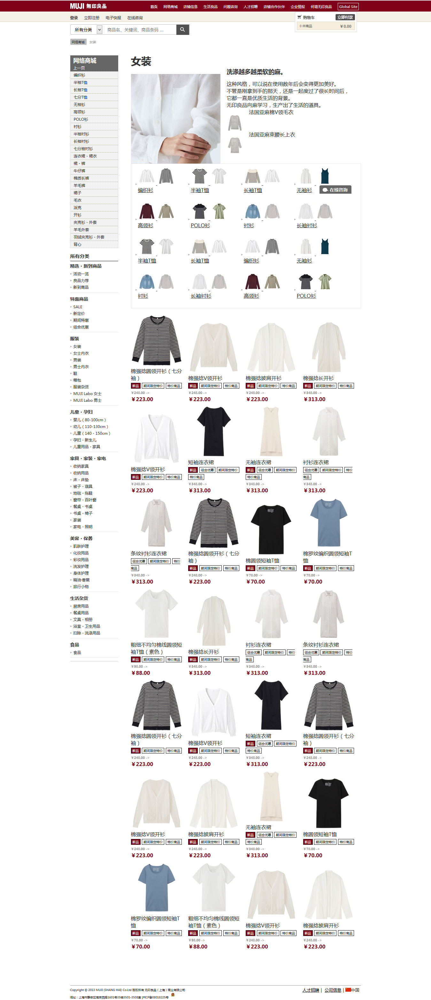 MUJI 無印良品
首页 网络商城 店铺信息 生活良品 问题咨询 人才招聘 店铺合作伙伴 企业情报 何谓无印良品 Global Site
登录 立即注册 电子快报 在线咨询
购物车 立即付款
0 件商品 ￥0.00
所有分类 商品名、关键词、商品条码 ...
网络商城 女装
网络商城
上一页
编织衫
半袖T恤
长袖T恤
七分T恤
无袖衫
高领衫
POLO衫
衬衫
半袖衬衫
长袖衬衫
七分袖衬衫
连衣裙・裙衣
裙・裤
牛仔裤
棉质长裤
羊毛裤
裙子
毛衣
派克
开衫
夹克衫・外套
羊毛外套
羽绒夹克衫・外套
背心
所有分类
精选・新到商品
活动一览
良品力荐
新到商品
特惠商品
SALE
新定价
期间特惠
组合优惠
服装
女装
女士内衣
男装
男士内衣
鞋
箱包
服装杂货
MUJI Labo 女士
MUJI Labo 男士
儿童・孕妇
婴儿（80-100cm）
幼儿（110-130cm）
儿童（140・150cm）
孕妇・新生儿
儿童用品・家具
家具・家装・家电
收纳家具
收纳用品
床・床垫
被子・寝具
地毯・拖鞋
窗帘・百叶窗
餐桌・书桌
书桌・椅子
家装
家电・照明
美容・保养
肌肤护理
化妆用品
彩妆用品
洗发护理
身体护理
精油·香薰
旅行小物
生活杂货
厨房用品
餐桌用品
文具・相册
浴室・卫生用品
扫除・洗涤用品
食品
食品
女装
洗涤越多越柔软的麻。
这种风格，可以说在使用数年后会变得更加美好。
不管是刚拿到手的那天，还是一起度过了很长时间后，
它都一直是优质生活的背景。
无印良品向麻学习，生产出了生活的道具。
法国亚麻棉V领毛衣
法国亚麻束腰长上衣
编织衫 半袖T恤 长袖T恤 无袖衫
在线咨询
高领衫 POLO衫 衬衫 长袖衬衫
半袖T恤 长袖T恤 编织衫 无袖衫
衬衫 长袖衬衫 高领衫 POLO衫
棉强捻圆领开衫（七分
袖） 棉强捻V领开衫 棉强捻披肩开衫 棉强捻长开衫
新品 期间限定特价 特价商品 新品 期间限定特价 特价商品 新品 期间限定特价 特价商品 新品 期间限定特价 特价商品
￥248.00 -> ￥248.00 -> ￥248.00 -> ￥348.00 ->
￥223.00 ￥223.00 ￥223.00 ￥313.00
短袖连衣裙 无袖连衣裙 衬衫连衣裙
棉强捻V领开衫 新品 组合优惠 期间限定特价 新品 组合优惠 期间限定特价 组合优惠 期间限定特价 特价
新品 期间限定特价 特价商品 特价商品 特价商品 商品
￥248.00 -> ￥348.00 -> ￥348.00 -> ￥348.00 ->
￥223.00 ￥313.00 ￥313.00 ￥313.00
条纹衬衫连衣裙 棉强捻圆领开衫（七分 棉罗纹编织圆领短袖T
组合优惠 期间限定特价 特价 袖） 棉圆领短袖T恤 恤
商品 新品 期间限定特价 特价商品 新品 期间限定特价 特价商品 新品 期间限定特价 特价商品
￥348.00 -> ￥248.00 -> ￥78.00 -> ￥78.00 ->
￥313.00 ￥223.00 ￥70.00 ￥70.00
粗细不均匀棉线圆领短 衬衫连衣裙 条纹衬衫连衣裙
袖T恤（素色） 棉强捻长开衫 组合优惠 期间限定特价 特价 组合优惠 期间限定特价 特价
新品 期间限定特价 特价商品 新品 期间限定特价 特价商品 商品 商品
￥98.00 -> ￥348.00 -> ￥348.00 -> ￥348.00 ->
￥88.00 ￥313.00 ￥313.00 ￥313.00
棉强捻圆领开衫（七分 短袖连衣裙 棉强捻圆领开衫（七分
袖） 棉强捻V领开衫 新品 组合优惠 期间限定特价 袖）
新品 期间限定特价 特价商品 新品 期间限定特价 特价商品 特价商品 新品 期间限定特价 特价商品
￥248.00 -> ￥248.00 -> ￥348.00 -> ￥248.00 ->
￥223.00 ￥223.00 ￥313.00 ￥223.00
无袖连衣裙
棉强捻V领开衫 棉强捻披肩开衫 新品 组合优惠 期间限定特价 棉圆领短袖T恤
新品 期间限定特价 特价商品 新品 期间限定特价 特价商品 特价商品 新品 期间限定特价 特价商品
￥248.00 -> ￥248.00 -> ￥348.00 -> ￥78.00 ->
￥223.00 ￥223.00 ￥313.00 ￥70.00
棉罗纹编织圆领短袖T 粗细不均匀棉线圆领短
恤 袖T恤（素色） 棉强捻V领开衫 棉强捻披肩开衫
新品 期间限定特价 特价商品 新品 期间限定特价 特价商品 新品 期间限定特价 特价商品 新品 期间限定特价 特价商品
￥78.00 -> ￥98.00 -> ￥248.00 -> ￥248.00 ->
￥70.00 ￥88.00 ￥223.00 ￥223.00
Copyright © 2013 MUJI (SHANG HAI) Co.Ltd 版权所有 无印良品（上海）商业有限公司
人才招聘 | 公司信息 | 中国
地址：上海市静安区南京西路1601号35楼3501-3508室 沪ICP备08018225号